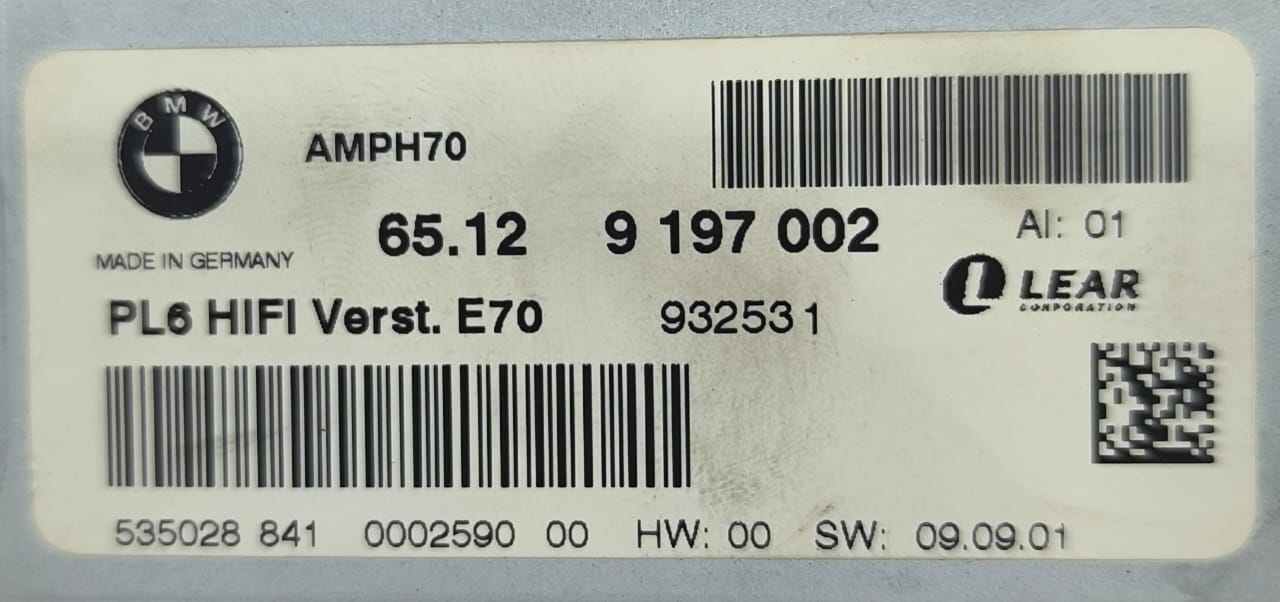 BMW
AMPH70
65.12 9 197 002 AI: 01
MADE IN GERMANY
LEAR
CORPORATION
PL6 HIFI Verst. E70 932531
535028 841 0002590 00 HW: 00 SW: 09.09.01